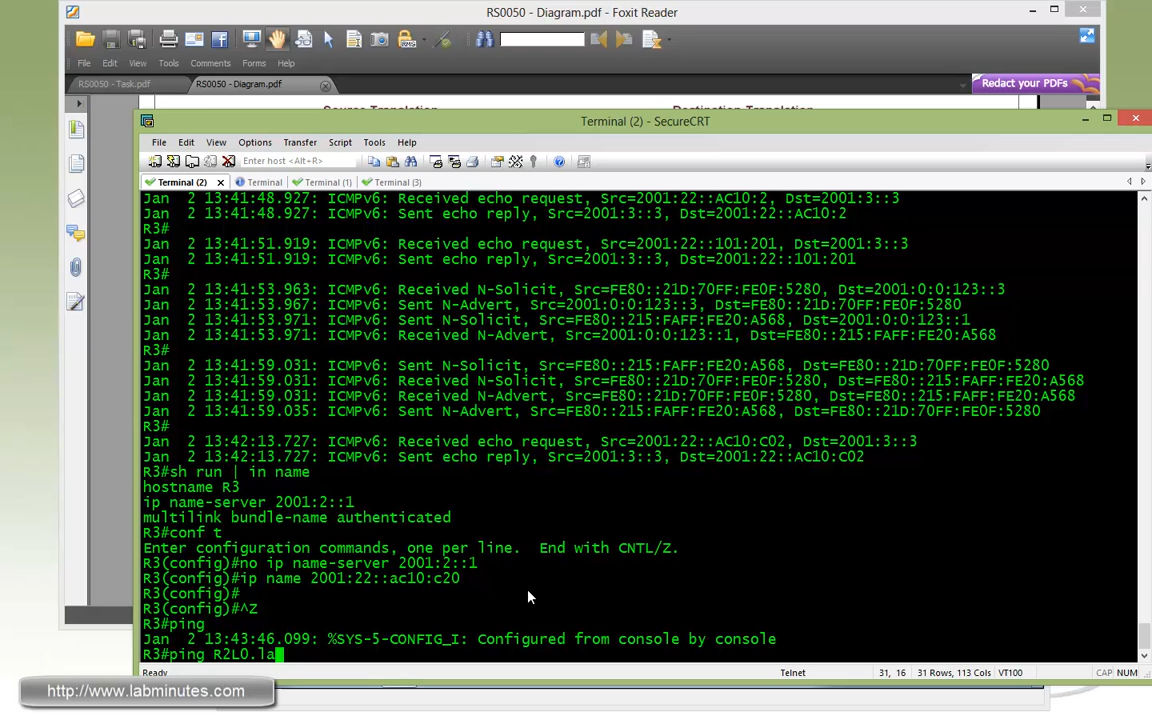 RS0050 - Diagram.pdf - Foxit Reader
File Edit View Tools Comments Forms Help
RS0050 - Task.pdf RS0050 - Diagram.pdf
Redact your PDFs
Terminal (2) - SecureCRT
File Edit View Options Transfer Script Tools Help
Enter host <Alt+R>
Terminal (2) Terminal Terminal (1) Terminal (3)
Jan  2 13:41:48.927: ICMPv6: Received echo request, Src=2001:22::AC10:2, Dst=2001:3::3
Jan  2 13:41:48.927: ICMPv6: Sent echo reply, Src=2001:3::3, Dst=2001:22::AC10:2
R3#
Jan  2 13:41:51.919: ICMPv6: Received echo request, Src=2001:22::101:201, Dst=2001:3::3
Jan  2 13:41:51.919: ICMPv6: Sent echo reply, Src=2001:3::3, Dst=2001:22::101:201
R3#
Jan  2 13:41:53.963: ICMPv6: Received N-Solicit, Src=FE80::21D:70FF:FE0F:5280, Dst=2001:0:0:123::3
Jan  2 13:41:53.967: ICMPv6: Sent N-Advert, Src=2001:0:0:123::3, Dst=FE80::21D:70FF:FE0F:5280
Jan  2 13:41:53.971: ICMPv6: Sent N-Solicit, Src=FE80::215:FAFF:FE20:A568, Dst=2001:0:0:123::1
Jan  2 13:41:53.971: ICMPv6: Received N-Advert, Src=2001:0:0:123::1, Dst=FE80::215:FAFF:FE20:A568
R3#
Jan  2 13:41:59.031: ICMPv6: Sent N-Solicit, Src=FE80::215:FAFF:FE20:A568, Dst=FE80::21D:70FF:FE0F:5280
Jan  2 13:41:59.031: ICMPv6: Received N-Solicit, Src=FE80::21D:70FF:FE0F:5280, Dst=FE80::215:FAFF:FE20:A568
Jan  2 13:41:59.031: ICMPv6: Received N-Advert, Src=FE80::21D:70FF:FE0F:5280, Dst=FE80::215:FAFF:FE20:A568
Jan  2 13:41:59.035: ICMPv6: Sent N-Advert, Src=FE80::215:FAFF:FE20:A568, Dst=FE80::21D:70FF:FE0F:5280
R3#
Jan  2 13:42:13.727: ICMPv6: Received echo request, Src=2001:22::AC10:C02, Dst=2001:3::3
Jan  2 13:42:13.727: ICMPv6: Sent echo reply, Src=2001:3::3, Dst=2001:22::AC10:C02
R3#sh run | in name
hostname R3
ip name-server 2001:2::1
multilink bundle-name authenticated
R3#conf t
Enter configuration commands, one per line.  End with CNTL/Z.
R3(config)#no ip name-server 2001:2::1
R3(config)#ip name 2001:22::ac10:c20
R3(config)#
R3(config)#^Z
R3#ping
Jan  2 13:43:46.099: %SYS-5-CONFIG_I: Configured from console by console
R3#ping R2L0.la
Ready Telnet 31, 16 31 Rows, 113 Cols VT100 CAP NUM
http://www.labminutes.com